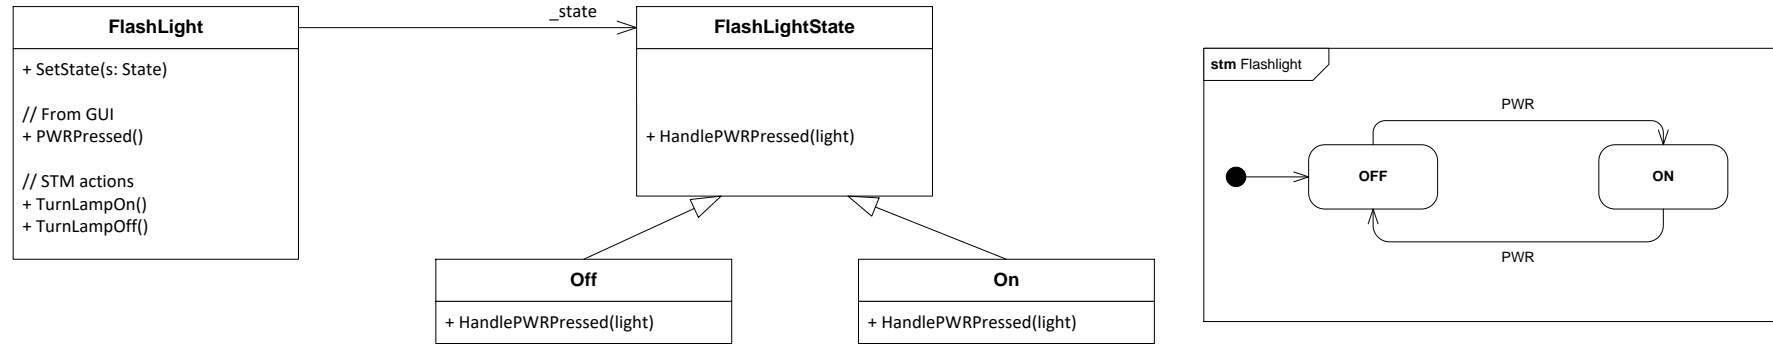 FlashLight
+ SetState(s: State)
// From GUI
+ PWRPressed()
// STM actions
+ TurnLampOn()
+ TurnLampOff()
_state
FlashLightState
+ HandlePWRPressed(light)
Off
+ HandlePWRPressed(light)
On
+ HandlePWRPressed(light)
stm Flashlight
PWR
OFF
ON
PWR